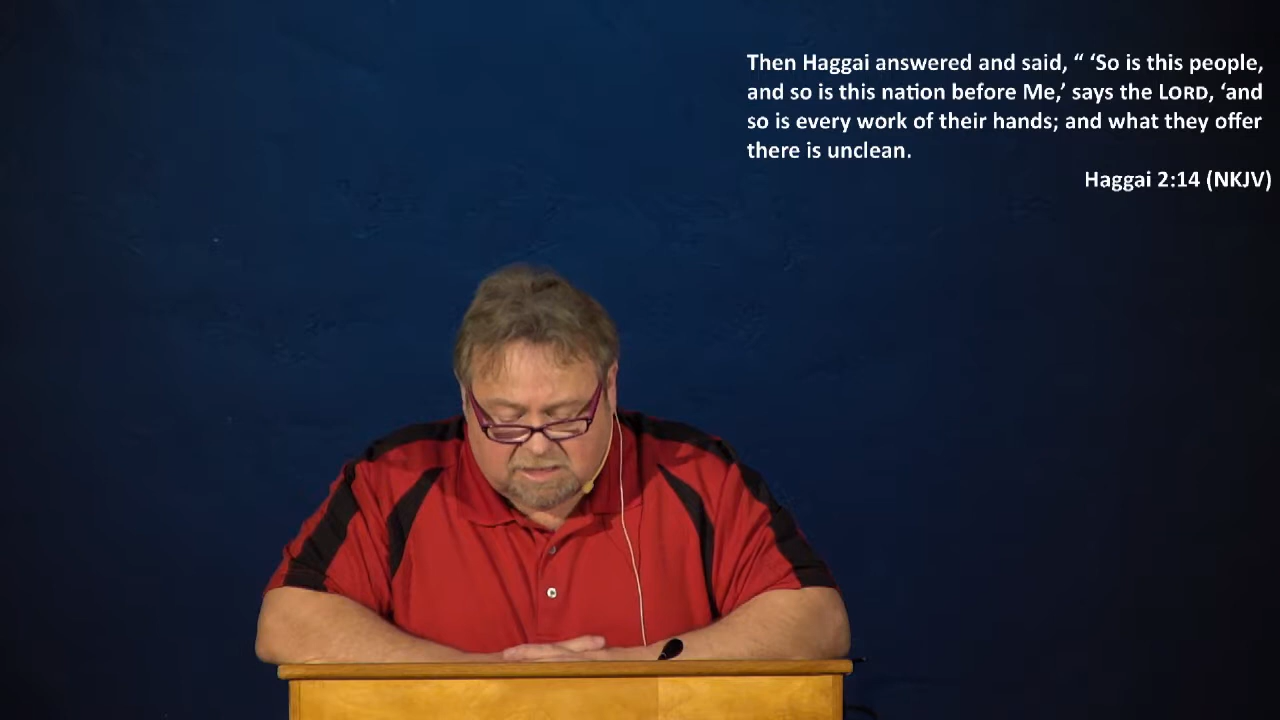 Then Haggai answered and said, “ ‘So is this people,
and so is this nation before Me,’ says the LORD, ‘and
so is every work of their hands; and what they offer
there is unclean.
Haggai 2:14 (NKJV)